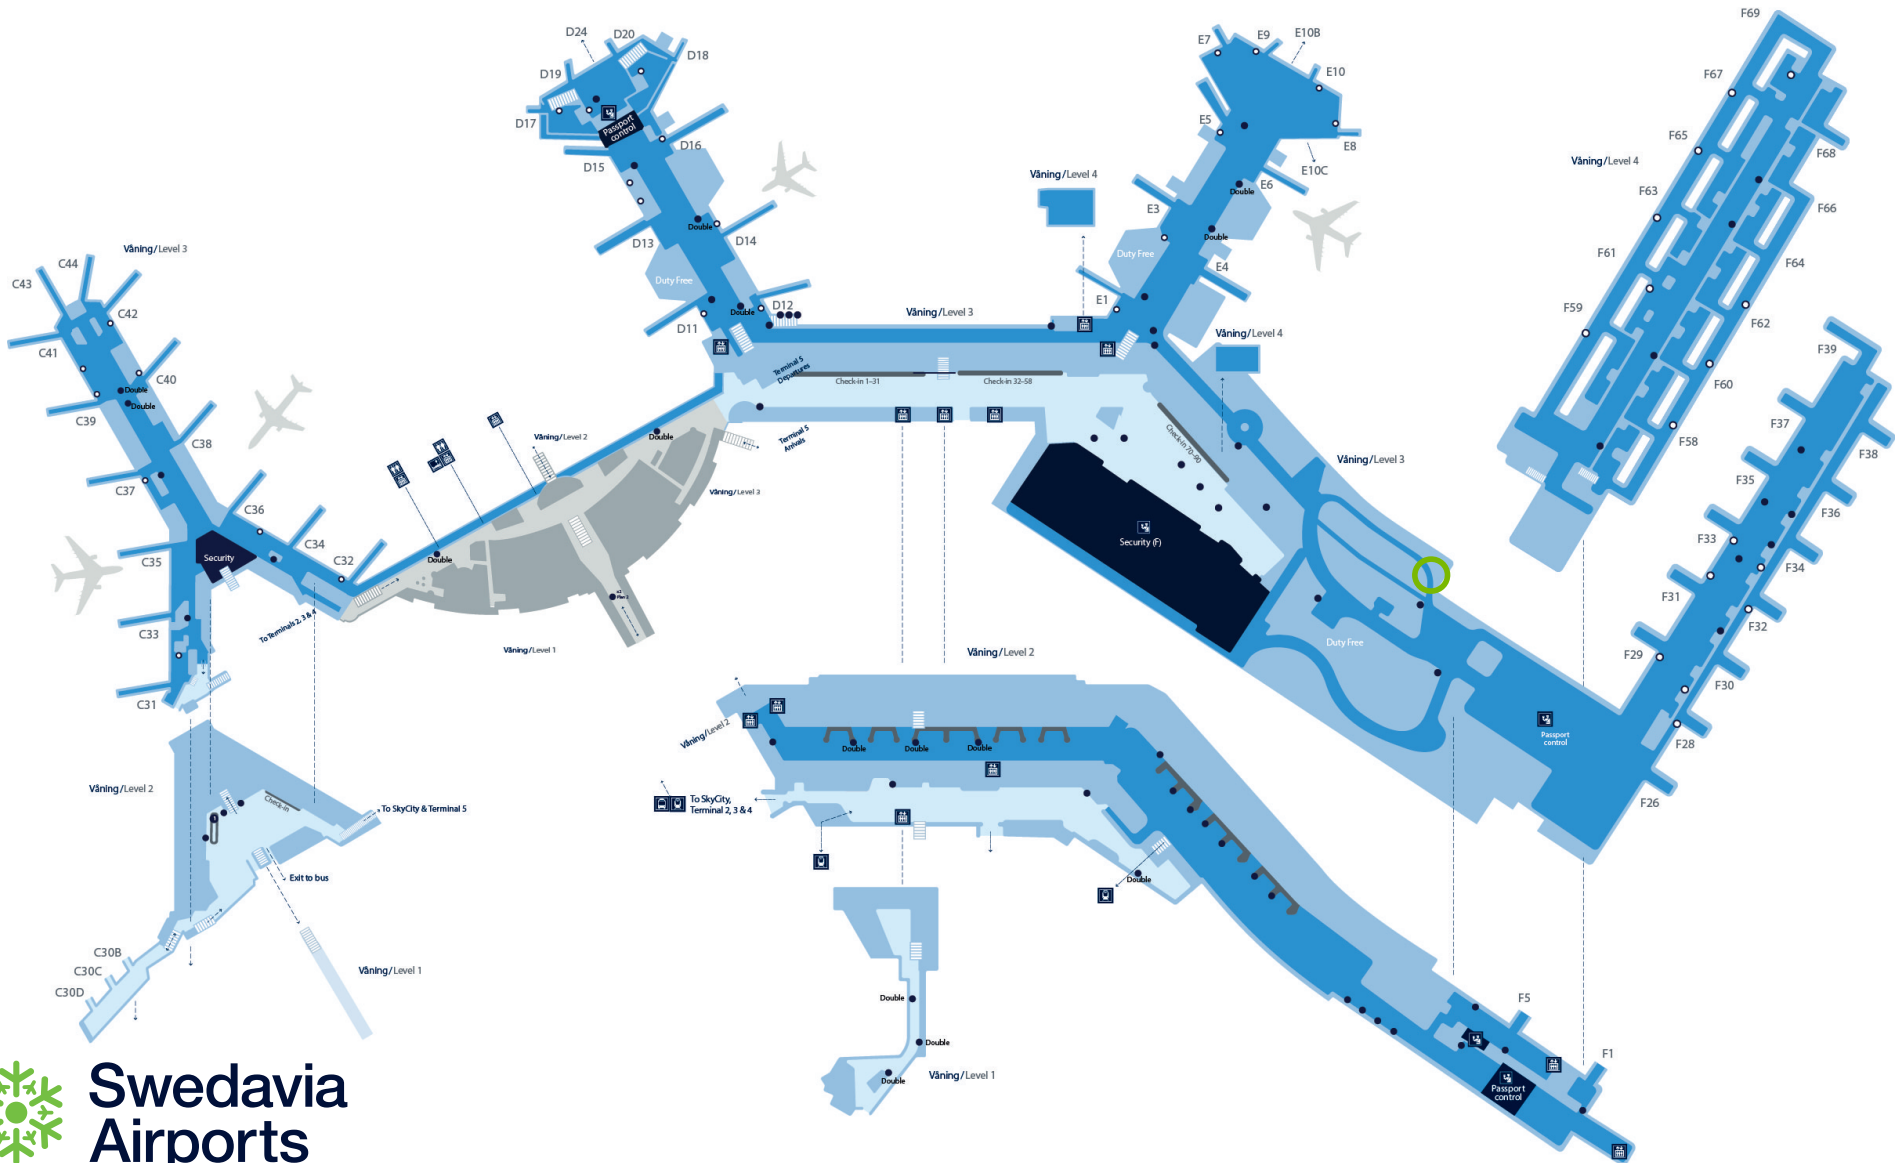 D24
D20
D18
D19
D17
Passport
control
D16
D15
Double
D13
D14
Duty Free
D12
Double
D11
E7
E9
E10B
E10
E5
E8
E10C
E6
Double
E3
Double
Duty Free
E4
E1
Våning/Level 4
Våning/Level 3
Våning/Level 4
F69
F67
F65
F68
Våning/Level 4
F63
F66
F61
F64
F59
F62
F60
F58
F39
F37
F38
F35
F36
F33
F34
F31
F32
F29
F30
F28
F26
Våning/Level 3
C44
C43
C42
C41
C40
Double
Double
C39
C38
C37
C36
C34
C35
C32
Security
C33
C31
To Terminals 2, 3 & 4
Våning/Level 2
Double
Double
Våning/Level 3
Våning/Level 1
Terminal 5
Departures
Check-in 1–31
Check-in 32–58
Terminal 5
Arrivals
Check-in 70–90
Våning/Level 3
Security (F)
Duty Free
Passport
control
Våning/Level 2
Våning/Level 2
Double
Double
Double
To SkyCity,
Terminal 2, 3 & 4
Double
Våning/Level 2
Check-in
To SkyCity & Terminal 5
Exit to bus
C30B
C30C
C30D
Våning/Level 1
Double
Double
Double
Våning/Level 1
F5
F1
Passport
control
Swedavia
Airports